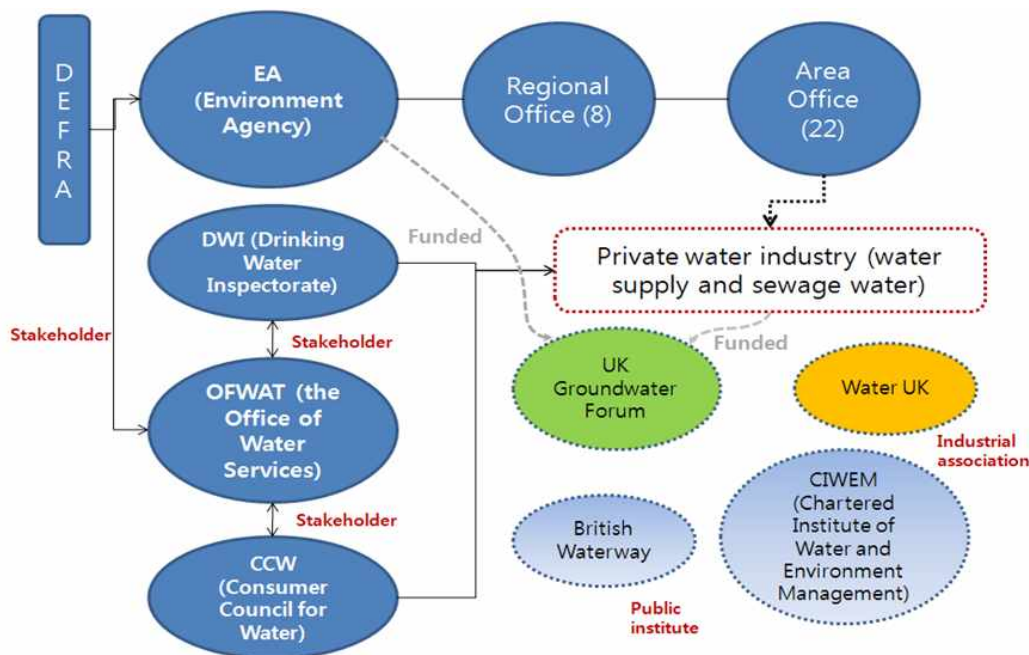 D
E
F
R
A
EA
(Environment
Agency)
Regional
Office (8)
Area
Office
(22)
Funded
DWI (Drinking
Water
Inspectorate)
Private water industry (water
supply and sewage water)
Stakeholder
Stakeholder
Funded
OFWAT (the
Office of
Water
Services)
UK
Groundwater
Forum
Water UK
Industrial
association
Stakeholder
CIWEM
(Chartered
Institute of
Water and
Environment
Management)
British
Waterway
CCW
(Consumer
Council for
Water)
Public
institute